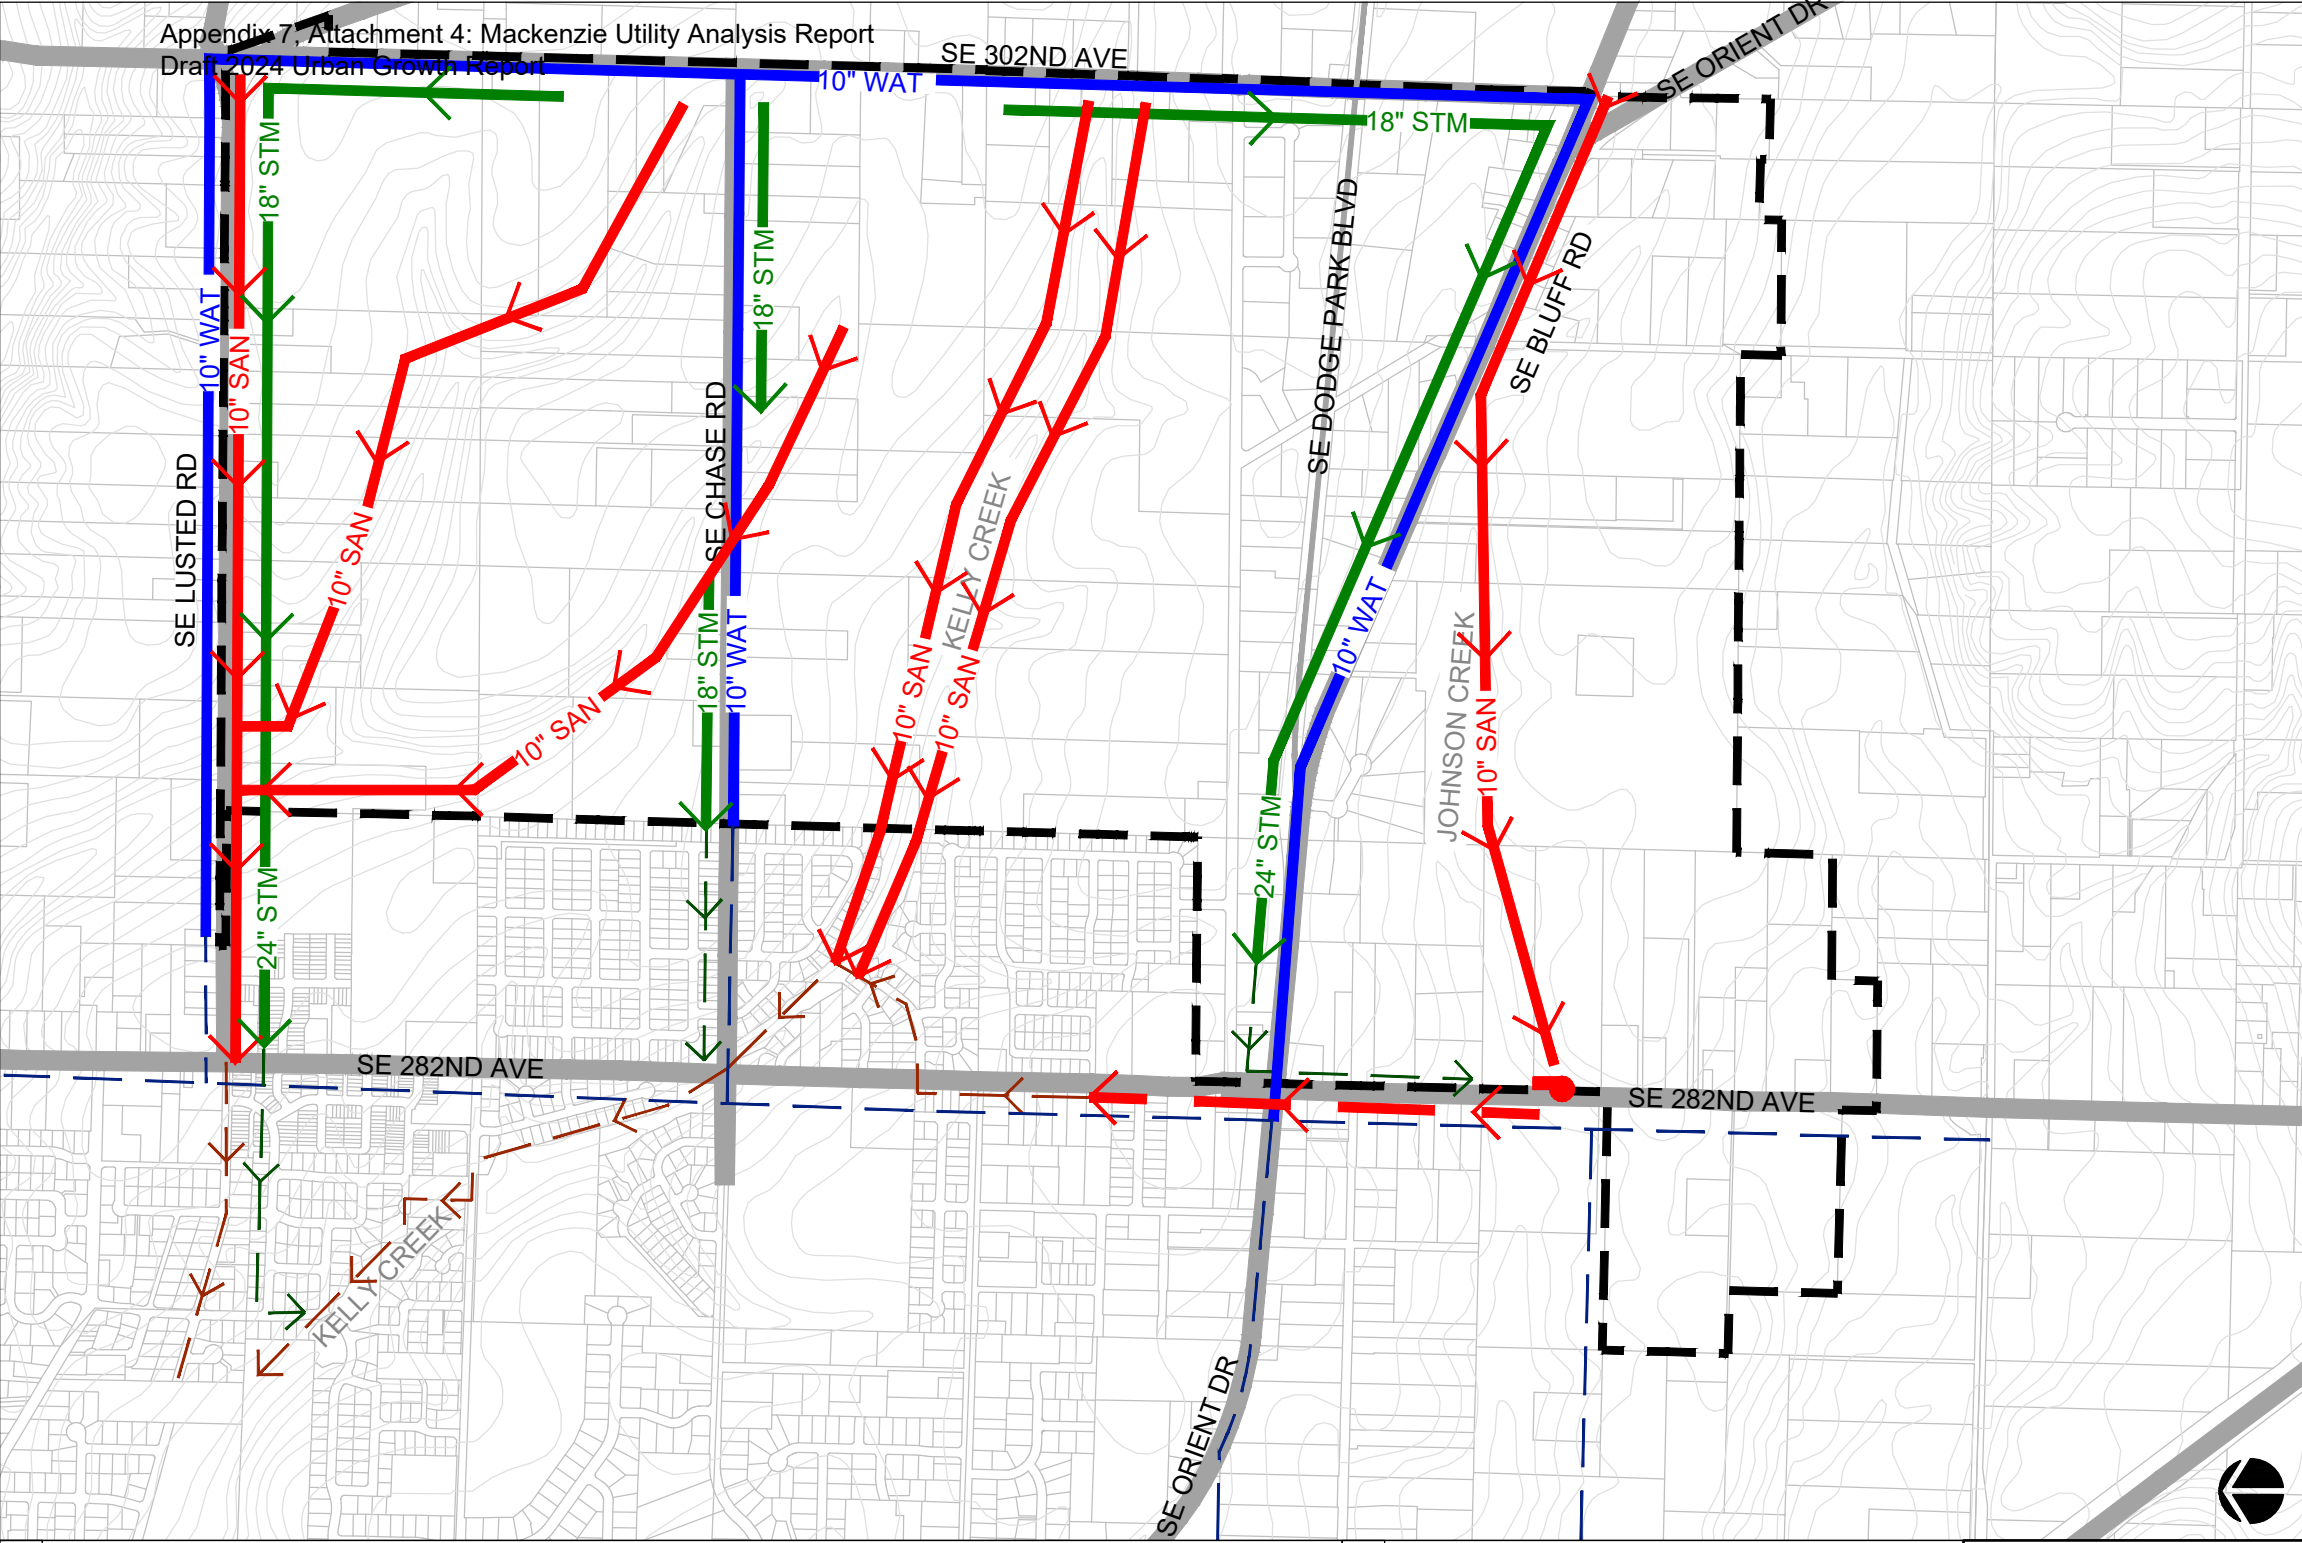 Appendix 7, Attachment 4: Mackenzie Utility Analysis Report
Draft 2024 Urban Growth Report
SE 302ND AVE
SE ORIENT DR
10" WAT
18" STM
18" STM
18" STM
10" WAT
10" SAN
SE LUSTED RD
10" SAN
SE CHASE RD
18" STM
10" WAT
10" SAN
KELLY CREEK
10" SAN
10" SAN
SE DODGE PARK BLVD
SE BLUFF RD
10" WAT
JOHNSON CREEK
10" SAN
24" STM
24" STM
SE 282ND AVE
SE 282ND AVE
KELLY CREEK
SE ORIENT DR